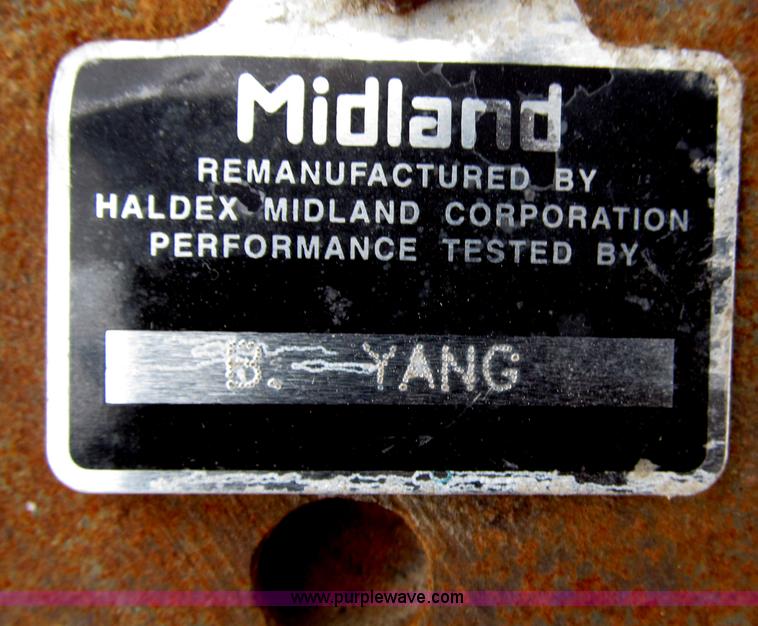 Midland
REMANUFACTURED BY
HALDEX MIDLAND CORPORATION
PERFORMANCE TESTED BY
B. YANG
www.purplewave.com